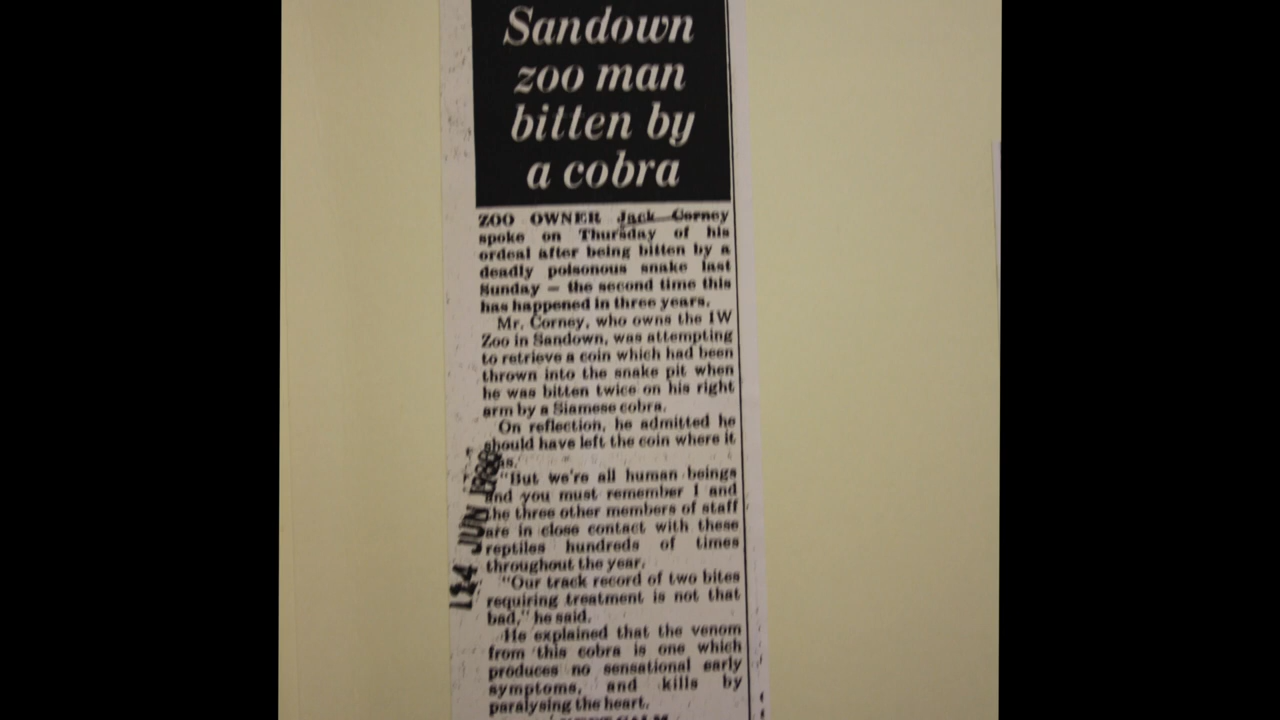 Sandown
zoo man
bitten by
a cobra
ZOO OWNER Jack Corney
spoke on Thursday of his
ordeal after being bitten by a
deadly poisonous snake last
Sunday — the second time this
has happened in three years.
Mr. Corney, who owns the IW
Zoo in Sandown, was attempting
to retrieve a coin which had been
thrown into the snake pit when
he was bitten twice on his right
arm by a Siamese cobra.
On reflection, he admitted he
should have left the coin where it
"But we're all human beings
and you must remember I and
the three other members of staff
are in close contact with these
reptiles hundreds of times
throughout the year.
"Our track record of two bites
requiring treatment is not that
bad," he said.
He explained that the venom
from this cobra is one which
produces no sensational early
symptoms, and kills by
paralysing the heart.
14 JUN